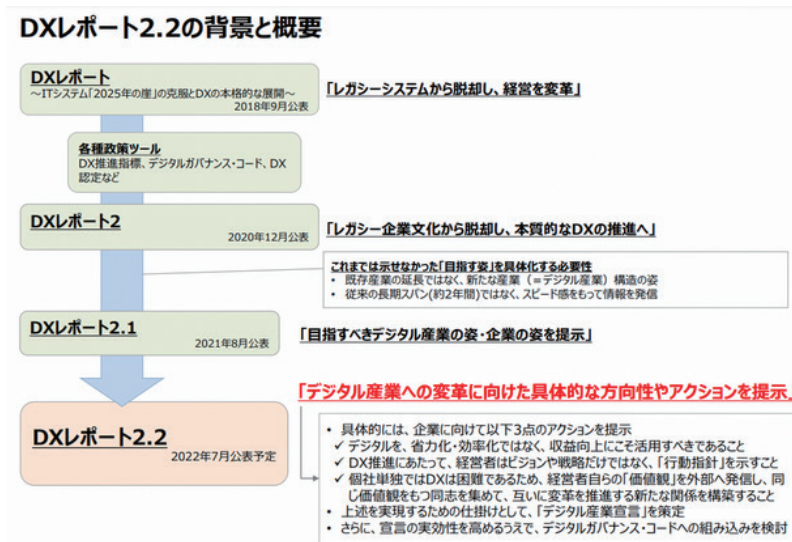 DXレポート2.2の背景と概要
DXレポート
～ITシステム「2025年の崖」の克服とDXの本格的な展開～
2018年9月公表
「レガシーシステムから脱却し、経営を変革」
各種政策ツール
DX推進指標、デジタルガバナンス・コード、DX
認定など
DXレポート2
2020年12月公表
「レガシー企業文化から脱却し、本質的なDXの推進へ」
これまでは示せなかった「目指す姿」を具体化する必要性
• 既存産業の延長ではなく、新たな産業（＝デジタル産業）構造の姿
• 従来の長期スパン(約2年間)ではなく、スピード感をもって情報を発信
DXレポート2.1
2021年8月公表
「目指すべきデジタル産業の姿・企業の姿を提示」
「デジタル産業への変革に向けた具体的な方向性やアクションを提示」
DXレポート2.2
2022年7月公表予定
• 具体的には、企業に向けて以下3点のアクションを提示
✓ デジタルを、省力化・効率化ではなく、収益向上にこそ活用すべきであること
✓ DX推進にあたって、経営者はビジョンや戦略だけではなく、「行動指針」を示すこと
✓ 個社単独ではDXは困難であるため、経営者自らの「価値観」を外部へ発信し、同
じ価値観をもつ同志を集めて、互いに変革を推進する新たな関係を構築すること
• 上述を実現するための仕掛けとして、「デジタル産業宣言」を策定
• さらに、宣言の実効性を高めるうえで、デジタルガバナンス・コードへの組み込みを検討